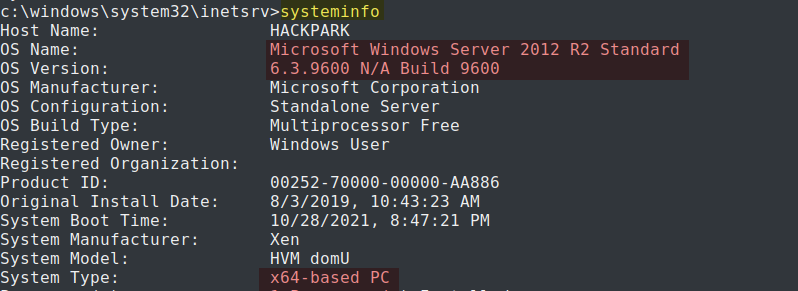 c:\windows\system32\inetsrv>systeminfo
Host Name: HACKPARK
OS Name: Microsoft Windows Server 2012 R2 Standard
OS Version: 6.3.9600 N/A Build 9600
OS Manufacturer: Microsoft Corporation
OS Configuration: Standalone Server
OS Build Type: Multiprocessor Free
Registered Owner: Windows User
Registered Organization:
Product ID: 00252-70000-00000-AA886
Original Install Date: 8/3/2019, 10:43:23 AM
System Boot Time: 10/28/2021, 8:47:21 PM
System Manufacturer: Xen
System Model: HVM domU
System Type: x64-based PC